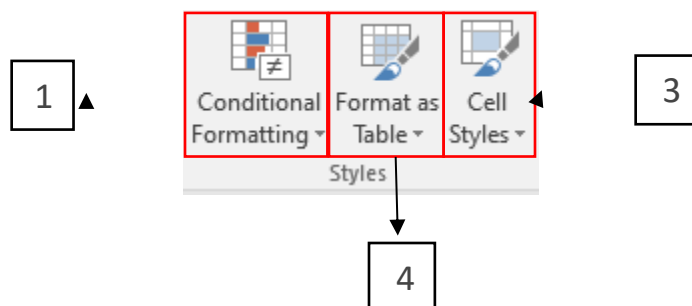 1
Conditional Formatting
Format as Table
Cell Styles
Styles
3
4